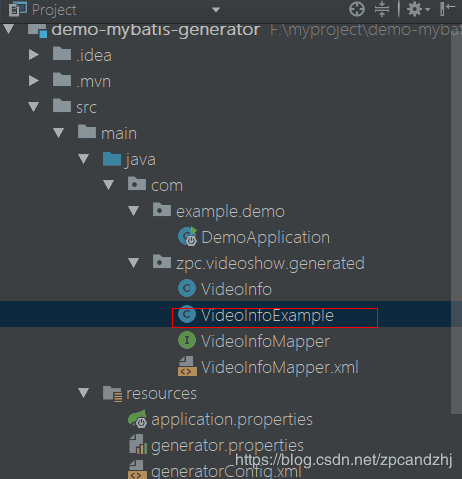 Project
demo-mybatis-generator F:\myproject\demo-mybat
.idea
.mvn
src
main
java
com
example.demo
DemoApplication
zpc.videoshow.generated
VideoInfo
VideoInfoExample
VideoInfoMapper
VideoInfoMapper.xml
resources
application.properties
generator.properties
generatorConfig.xml
https://blog.csdn.net/zpcandzhj